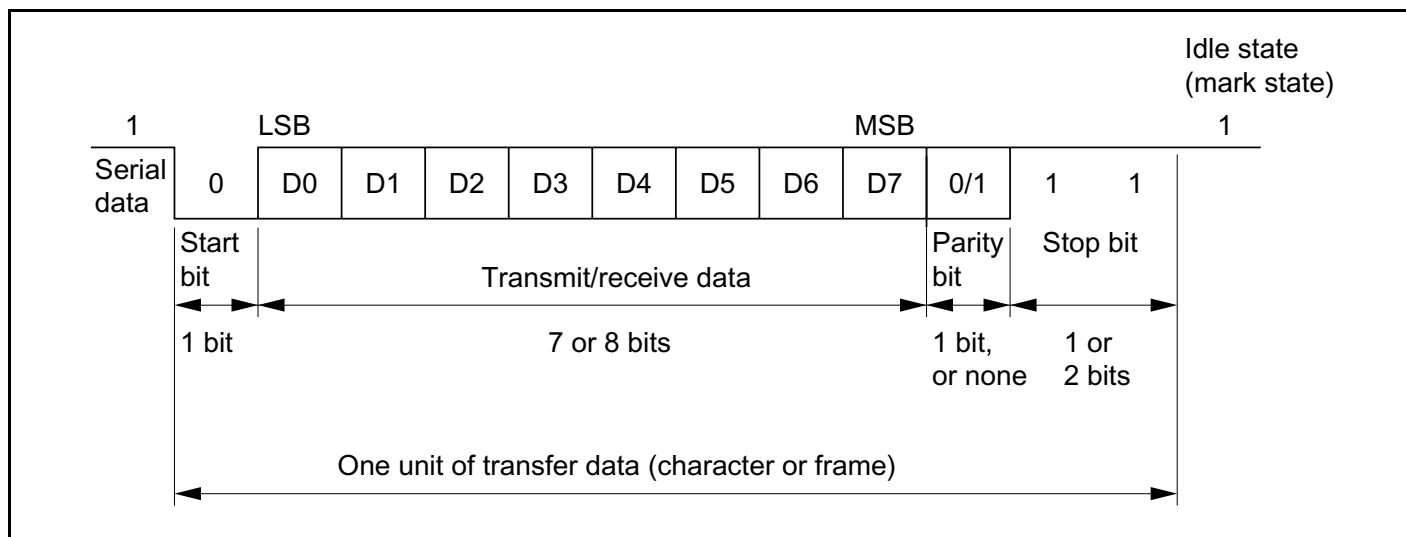 Idle state
(mark state)
1 LSB MSB 1
Serial
data
0 D0 D1 D2 D3 D4 D5 D6 D7 0/1 1 1
Start
bit
Transmit/receive data
Parity
bit
Stop bit
1 bit
7 or 8 bits
1 bit,
or none
1 or
2 bits
One unit of transfer data (character or frame)